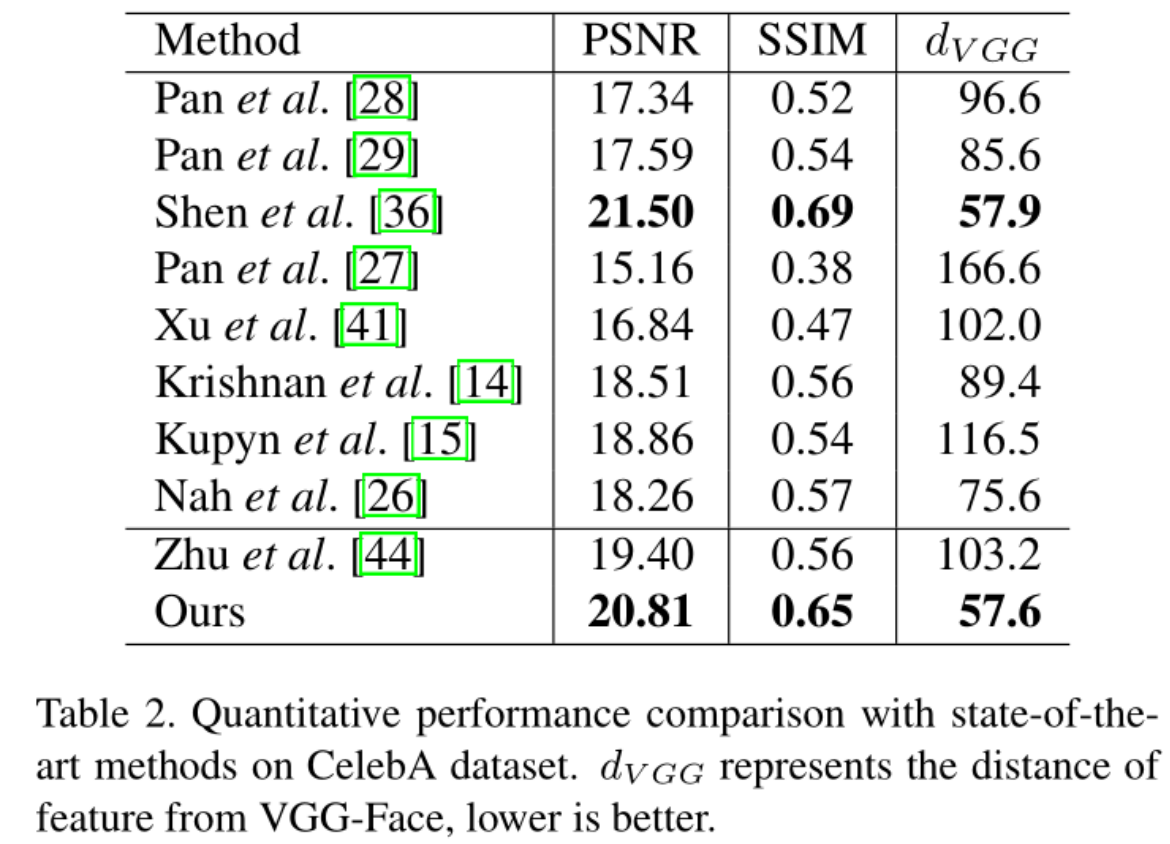 Method PSNR SSIM dVGG
Pan et al. [28] 17.34 0.52 96.6
Pan et al. [29] 17.59 0.54 85.6
Shen et al. [36] 21.50 0.69 57.9
Pan et al. [27] 15.16 0.38 166.6
Xu et al. [41] 16.84 0.47 102.0
Krishnan et al. [14] 18.51 0.56 89.4
Kupyn et al. [15] 18.86 0.54 116.5
Nah et al. [26] 18.26 0.57 75.6
Zhu et al. [44] 19.40 0.56 103.2
Ours 20.81 0.65 57.6
Table 2. Quantitative performance comparison with state-of-the-
art methods on CelebA dataset. dVGG represents the distance of
feature from VGG-Face, lower is better.